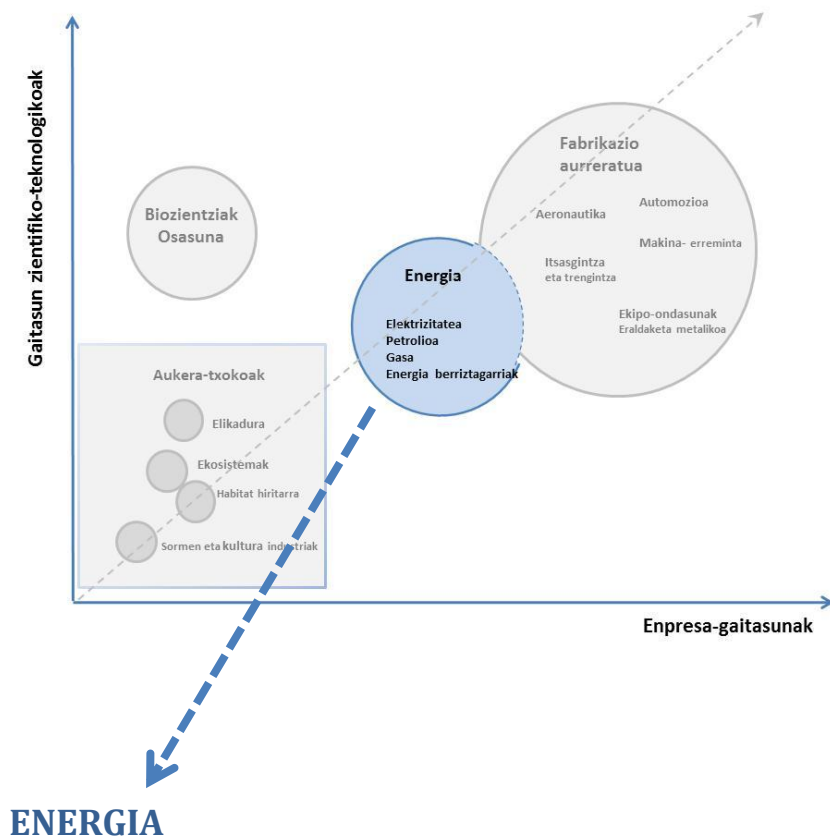 Gaitasun zientifiko-teknologikoak
Fabrikazio
aurreratua
Automozioa
Aeronautika
Makina- erreminta
Itsasgintza
eta trengintza
Ekipo-ondasunak
Eraldaketa metalikoa
Biozientziak
Osasuna
Energia
Elektrizitatea
Petrolioa
Gasa
Energia berriztagarriak
Aukera-txokoak
Elikadura
Ekosistemak
Habitat hiritarra
Sormen eta kultura industriak
Enpresa-gaitasunak
ENERGIA